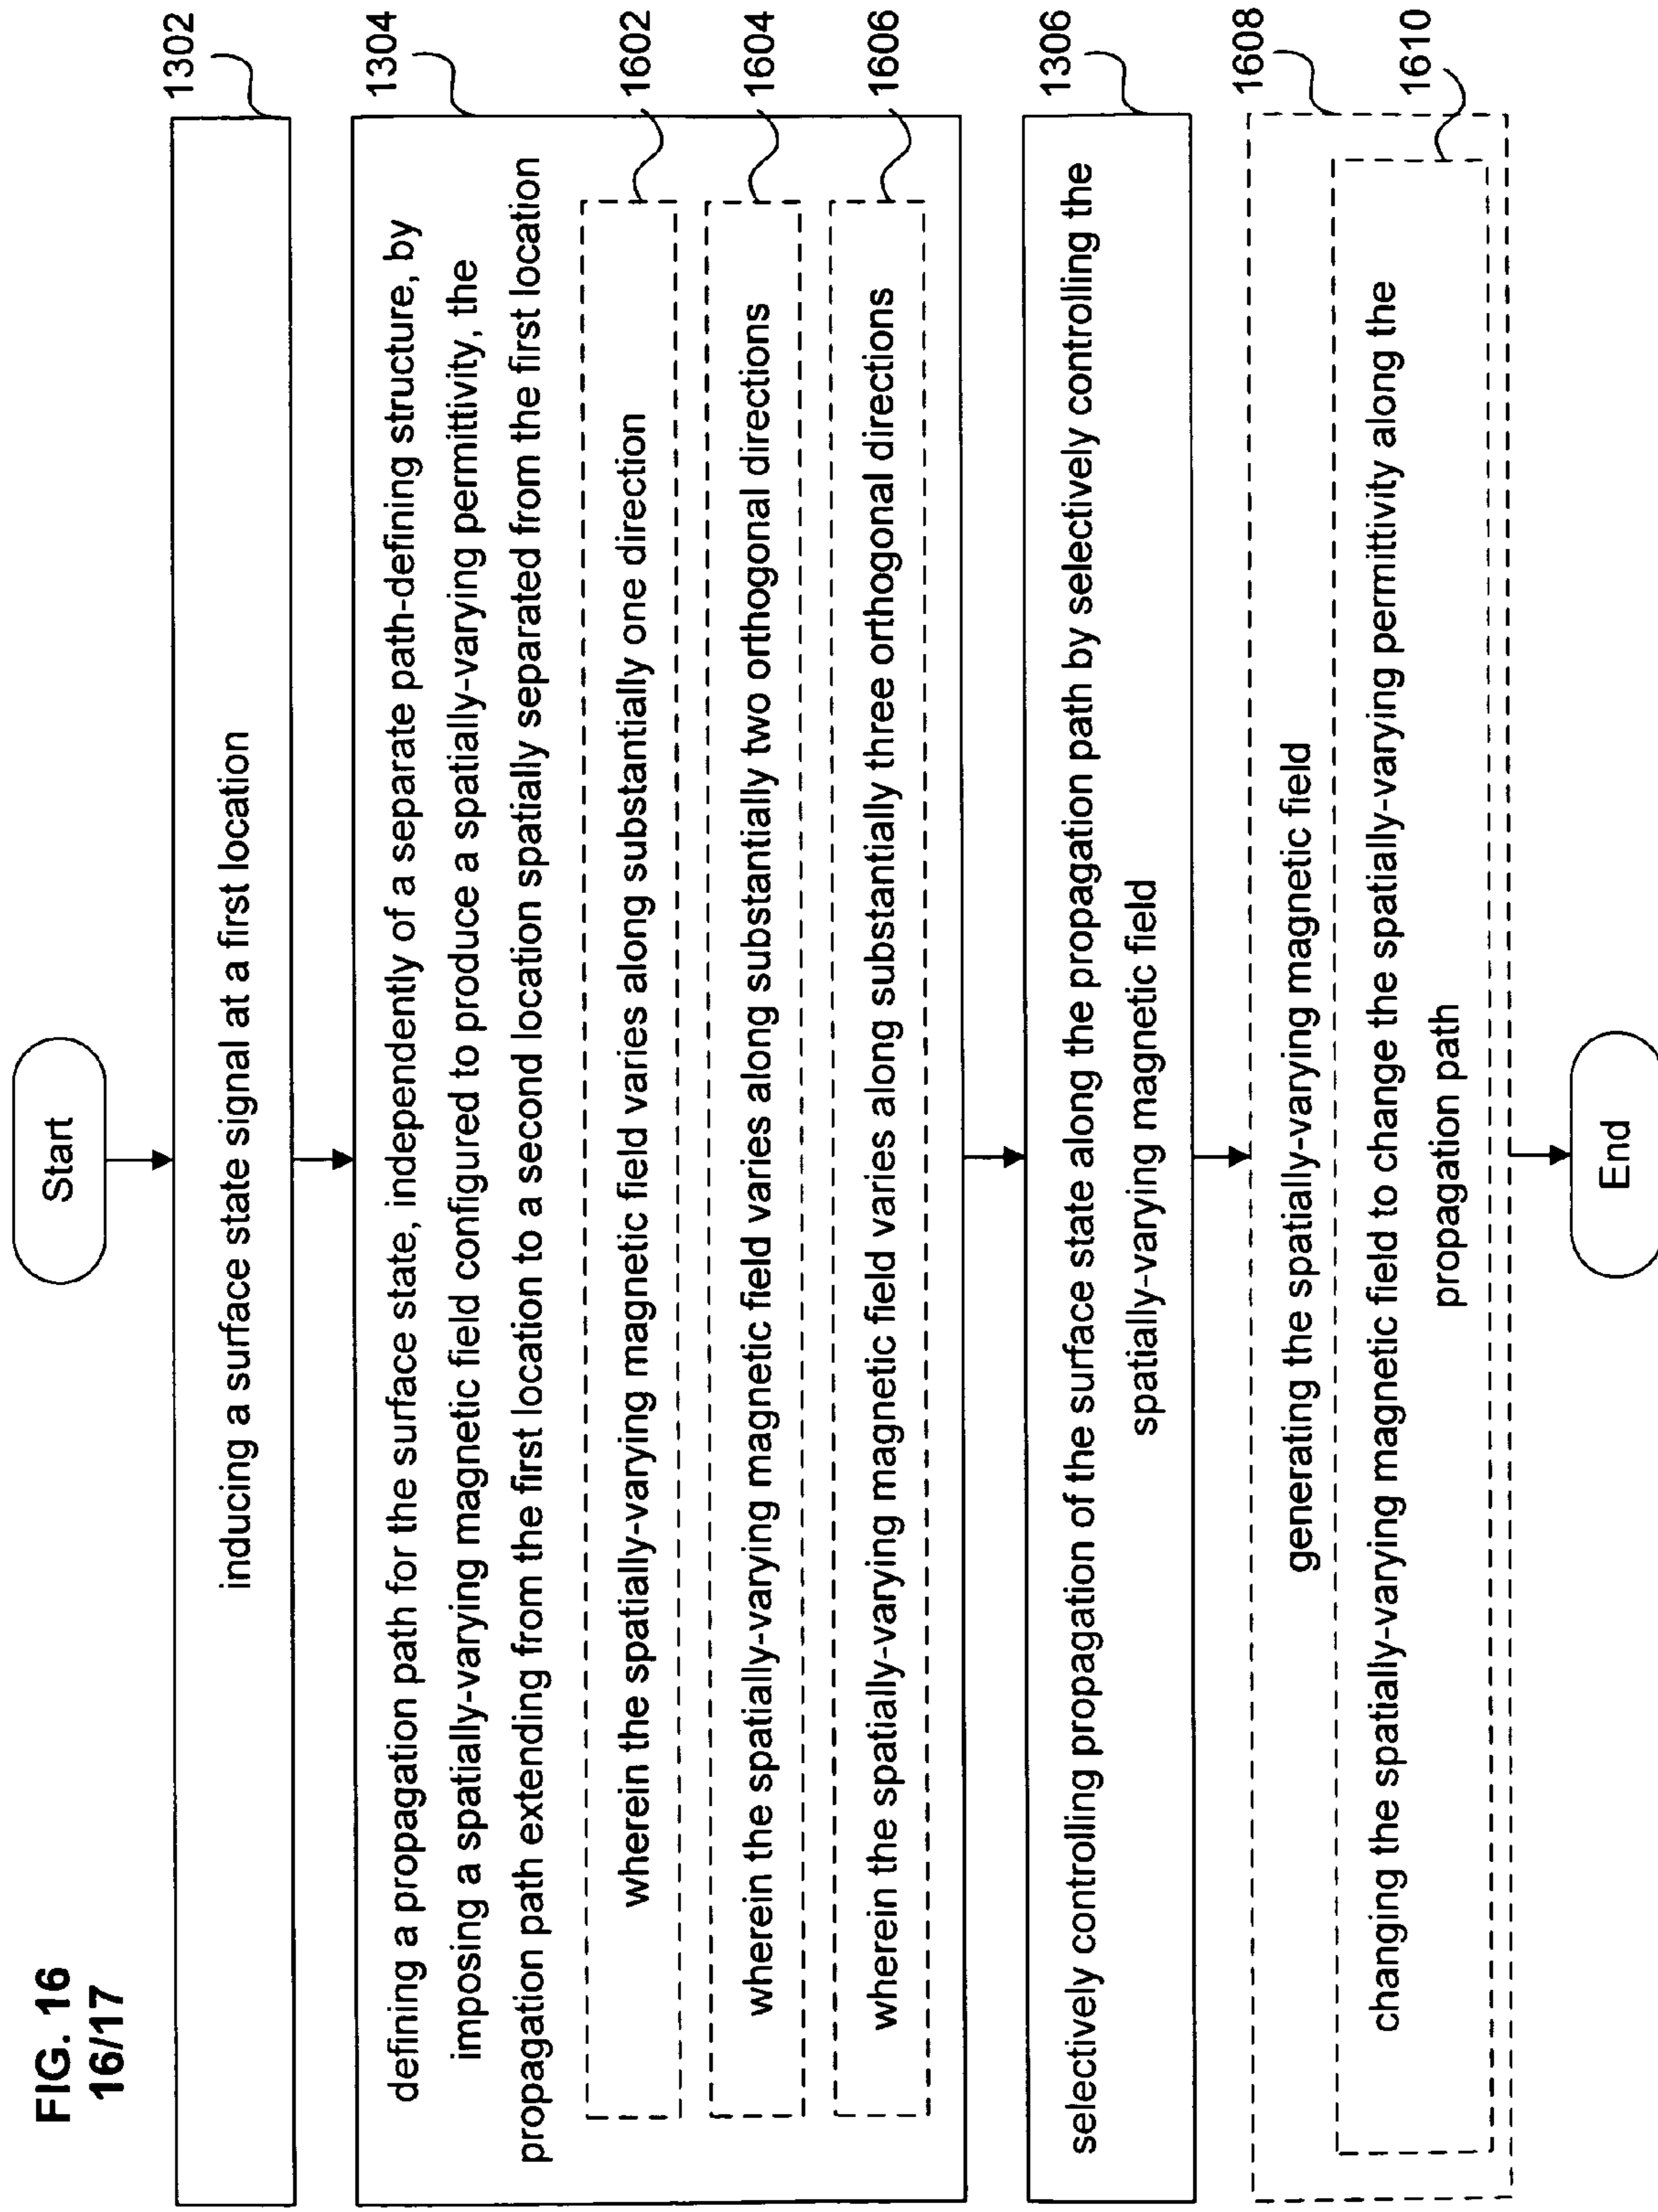 FIG. 16
16/17
Start
1302
inducing a surface state signal at a first location
1304
defining a propagation path for the surface state, independently of a separate path-defining structure, by
imposing a spatially-varying magnetic field configured to produce a spatially-varying permittivity, the
propagation path extending from the first location to a second location spatially separated from the first location
1602
wherein the spatially-varying magnetic field varies along substantially one direction
1604
wherein the spatially-varying magnetic field varies along substantially two orthogonal directions
1606
wherein the spatially-varying magnetic field varies along substantially three orthogonal directions
1306
selectively controlling propagation of the surface state along the propagation path by selectively controlling the
spatially-varying magnetic field
1608
generating the spatially-varying magnetic field
1610
changing the spatially-varying magnetic field to change the spatially-varying permittivity along the
propagation path
End